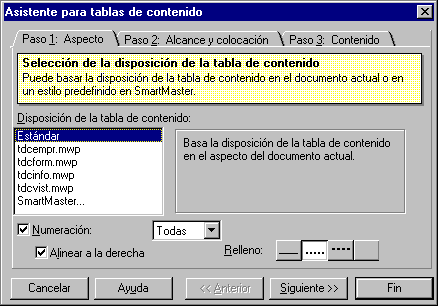 Asistente para tablas de contenido
Paso 1: Aspecto
Paso 2: Alcance y colocación
Paso 3: Contenido
Selección de la disposición de la tabla de contenido
Puede basar la disposición de la tabla de contenido en el documento actual o en
un estilo predefinido en SmartMaster.
Disposición de la tabla de contenido:
Estándar
tdcempr.mwp
tdcform.mwp
tdcinfo.mwp
tdcvist.mwp
SmartMaster...
Basa la disposición de la tabla de contenido
en el aspecto del documento actual.
Numeración:
Todas
Alinear a la derecha
Relleno:
Cancelar
Ayuda
<< Anterior
Siguiente >>
Fin